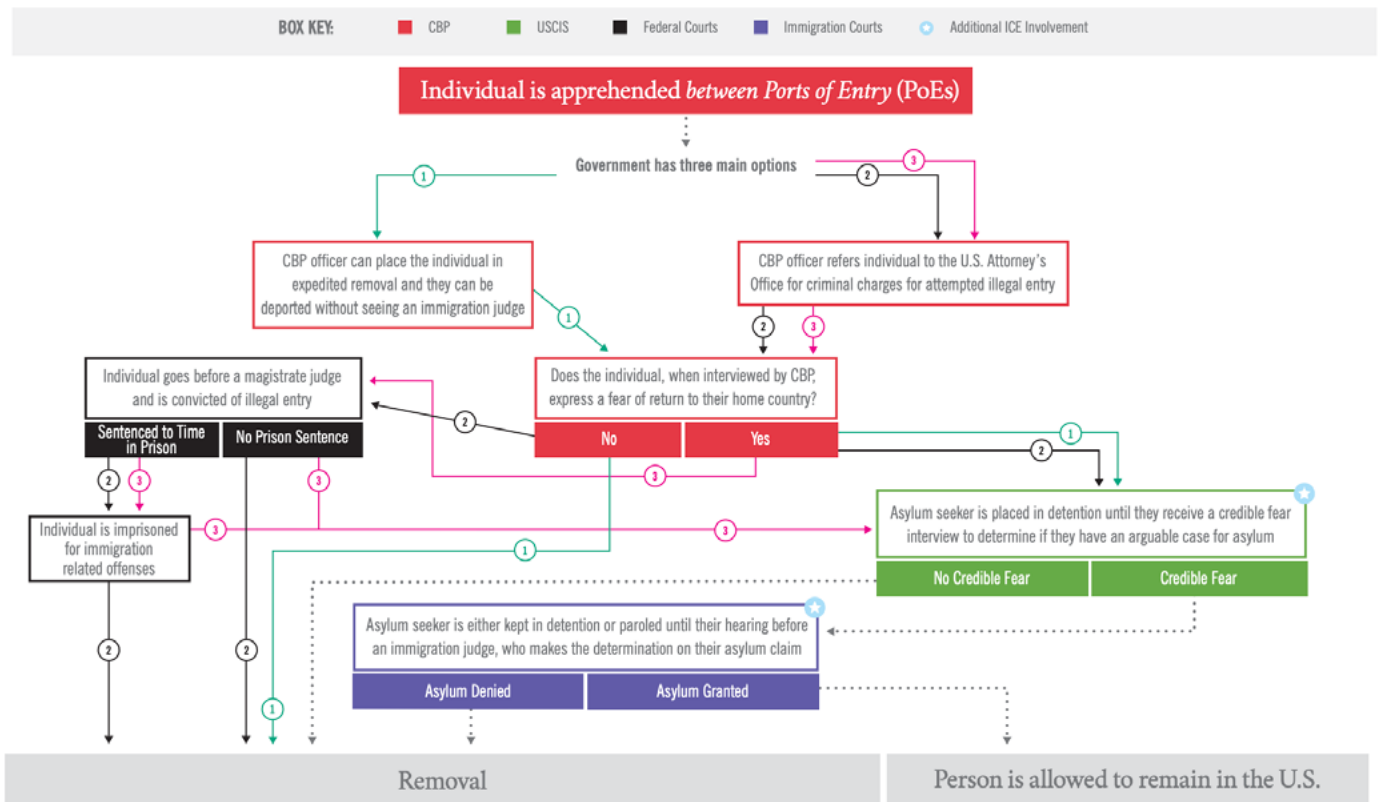 BOX KEY: CBP USCIS Federal Courts Immigration Courts Additional ICE Involvement
Individual is apprehended between Ports of Entry (PoEs)
Government has three main options
1
2
3
CBP officer can place the individual in
expedited removal and they can be
deported without seeing an immigration judge
CBP officer refers individual to the U.S. Attorney's
Office for criminal charges for attempted illegal entry
1
2
3
Individual goes before a magistrate judge
and is convicted of illegal entry
Sentenced to Time
in Prison
No Prison Sentence
Does the individual, when interviewed by CBP,
express a fear of return to their home country?
No
Yes
2
1
2
3
2
3
3
Individual is imprisoned
for immigration
related offenses
3
3
1
Asylum seeker is placed in detention until they receive a credible fear
interview to determine if they have an arguable case for asylum
No Credible Fear
Credible Fear
Asylum seeker is either kept in detention or paroled until their hearing before
an immigration judge, who makes the determination on their asylum claim
Asylum Denied
Asylum Granted
2
2
1
Removal
Person is allowed to remain in the U.S.